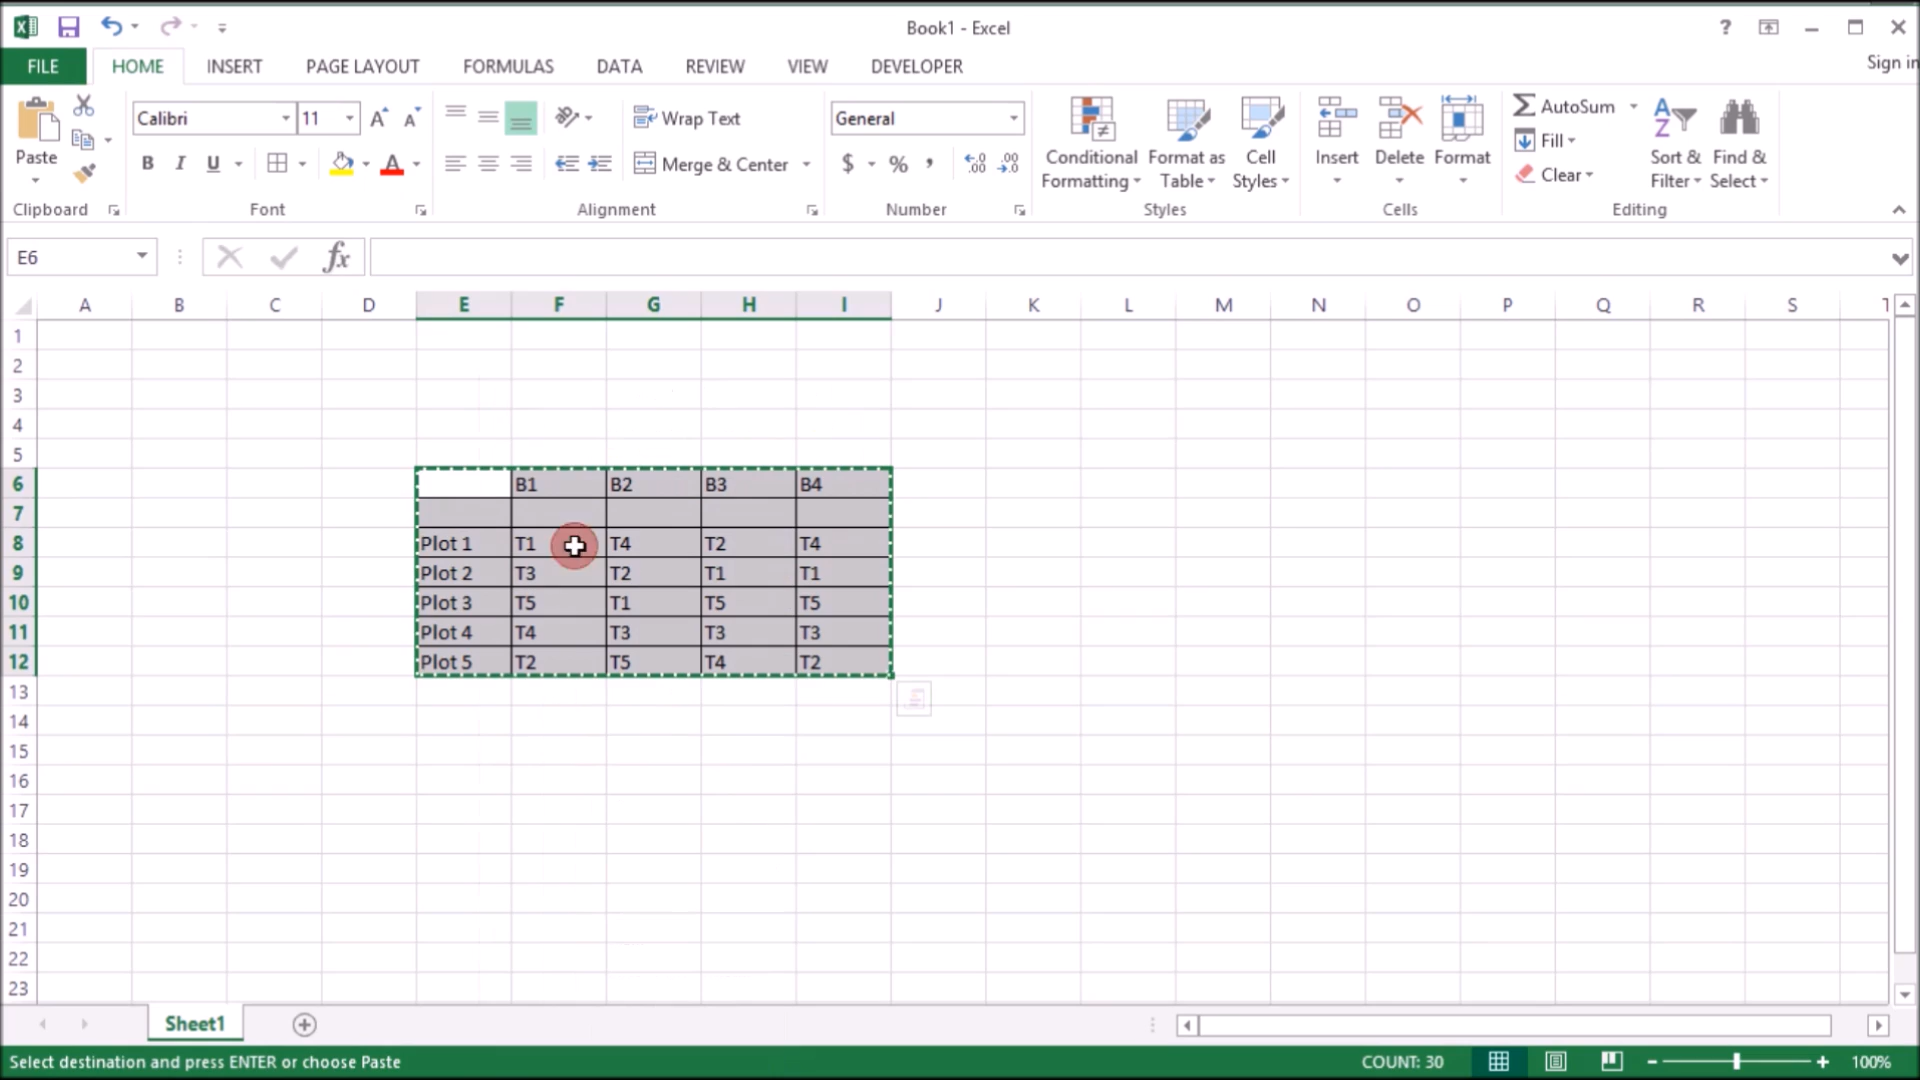 Book1 - Excel
?
Sign in
FILE HOME INSERT PAGE LAYOUT FORMULAS DATA REVIEW VIEW DEVELOPER
Paste
Calibri 11 A A
B I U A
Wrap Text
Merge & Center
General
$ % ,
Conditional Formatting
Format as Table
Cell Styles
Insert
Delete
Format
AutoSum
Fill
Clear
Sort & Filter
Find & Select
Clipboard Font Alignment Number Styles Cells Editing
E6 fx
A B C D E F G H I J K L M N O P Q R S
1
2
3
4
5
6 B1 B2 B3 B4
7
8 Plot 1 T1 T4 T2 T4
9 Plot 2 T3 T2 T1 T1
10 Plot 3 T5 T1 T5 T5
11 Plot 4 T4 T3 T3 T3
12 Plot 5 T2 T5 T4 T2
13
14
15
16
17
18
19
20
21
22
23
Sheet1
Select destination and press ENTER or choose Paste COUNT: 30 100%